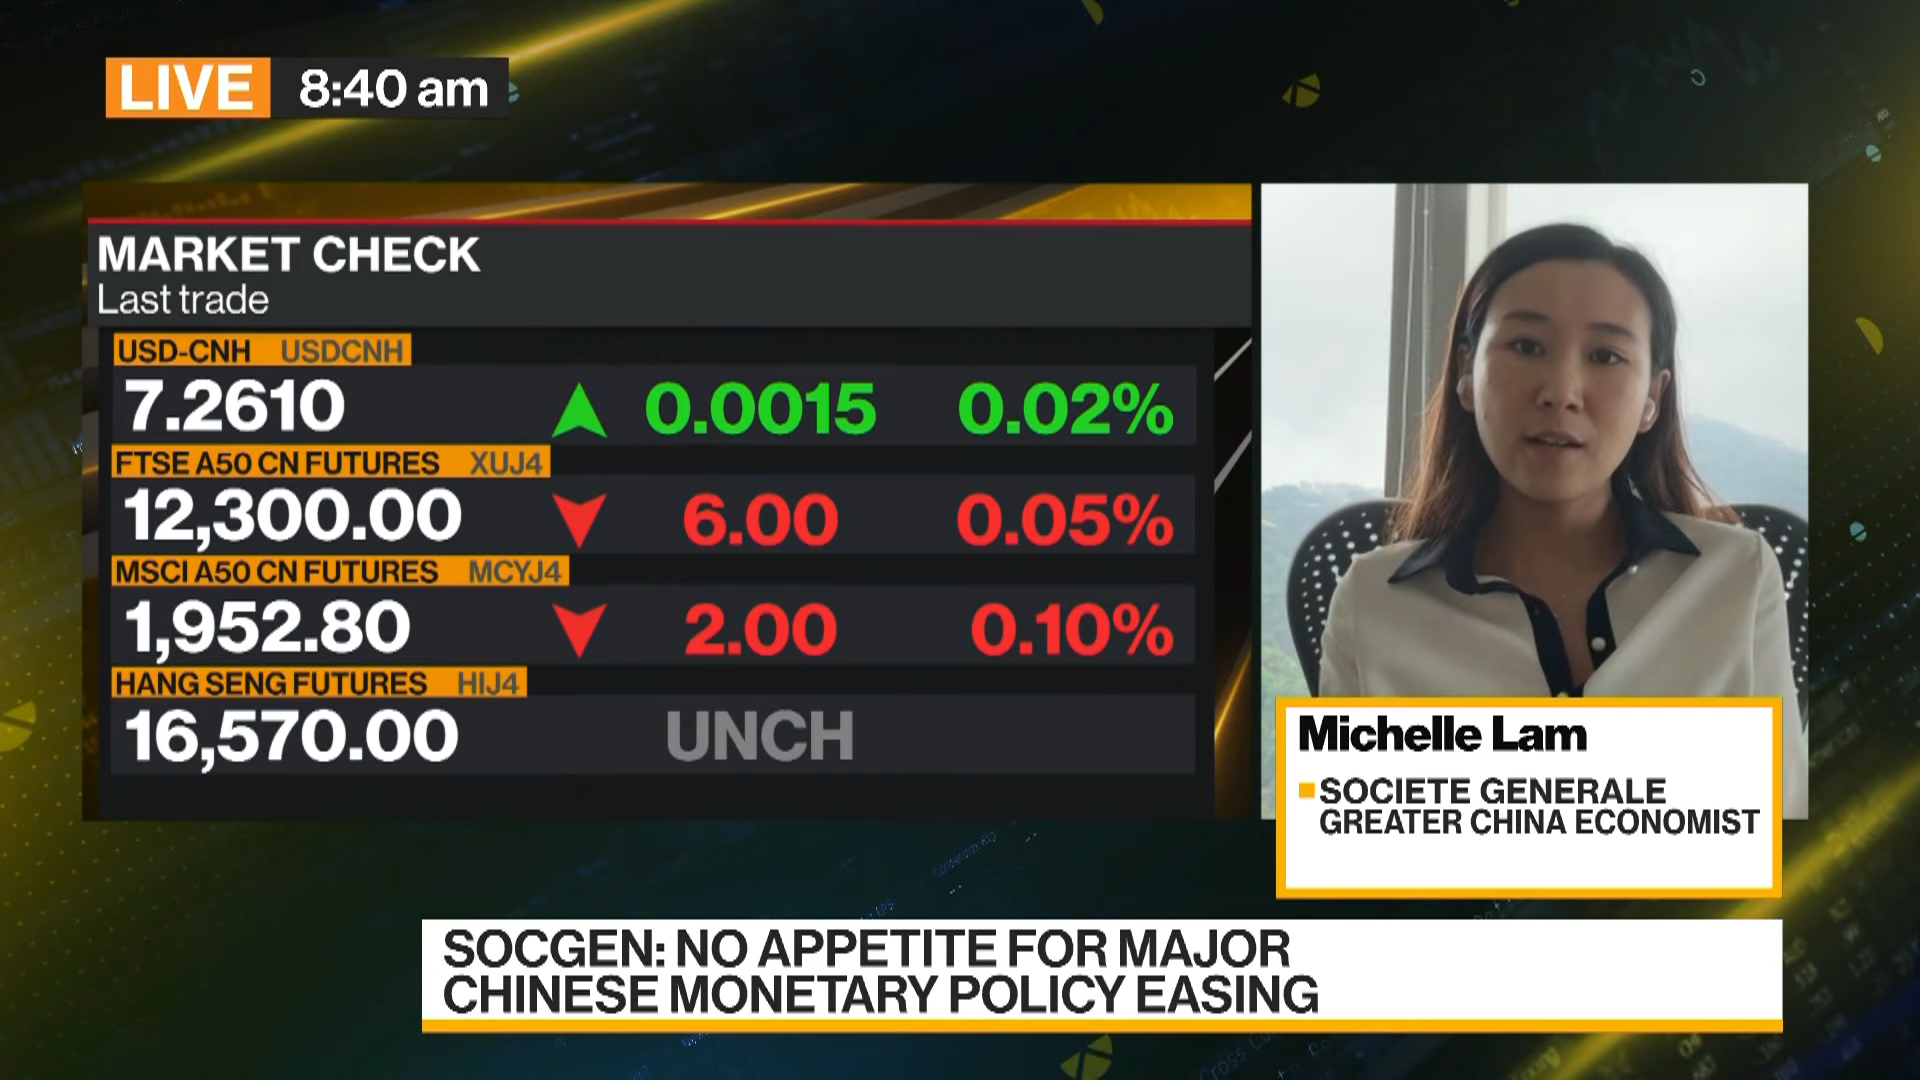 LIVE 8:40 am
MARKET CHECK
Last trade
USD-CNH USDCNH
7.2610 0.0015 0.02%
FTSE A50 CN FUTURES XUJ4
12,300.00 6.00 0.05%
MSCI A50 CN FUTURES MCYJ4
1,952.80 2.00 0.10%
HANG SENG FUTURES HIJ4
16,570.00 UNCH
Michelle Lam
SOCIETE GENERALE
GREATER CHINA ECONOMIST
SOCGEN: NO APPETITE FOR MAJOR
CHINESE MONETARY POLICY EASING